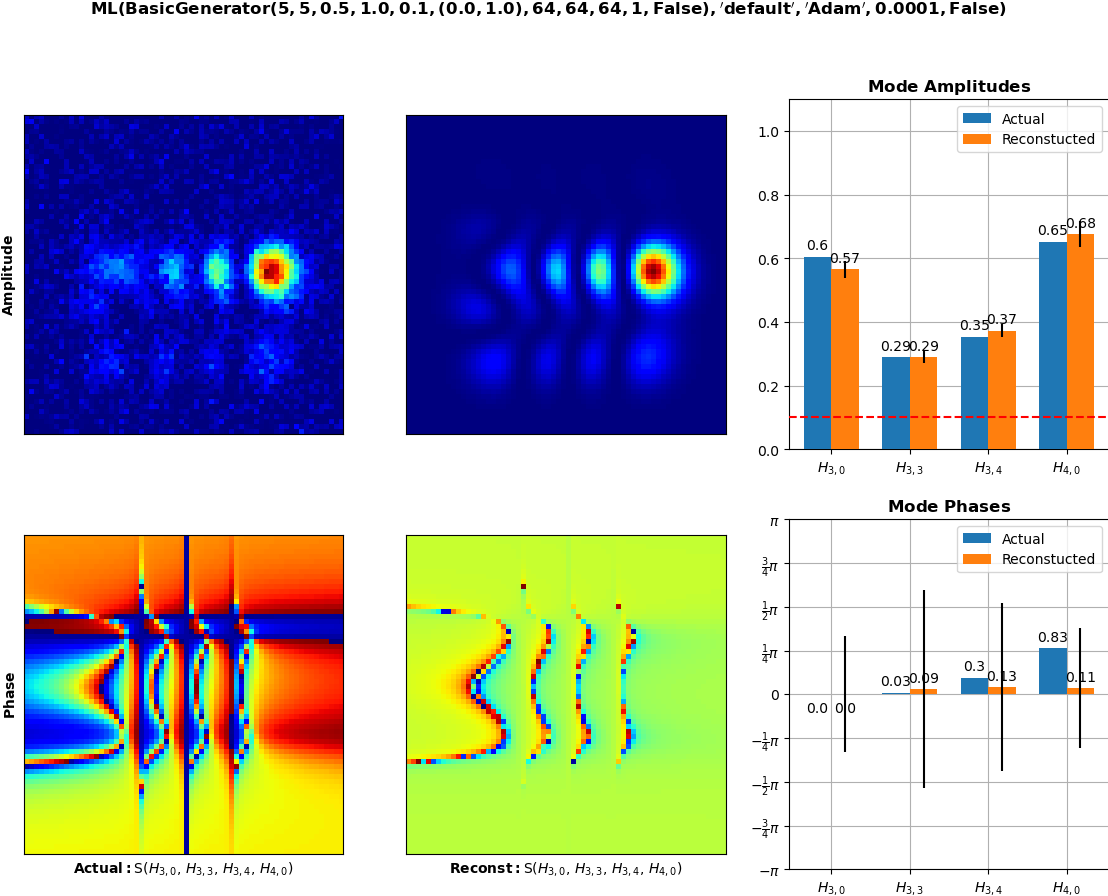 ML(BasicGenerator(5, 5, 0.5, 1.0, 0.1, (0.0, 1.0), 64, 64, 64, 1, False), 'default', 'Adam', 0.0001, False)
Amplitude
Mode Amplitudes
Actual
Reconstucted
1.0
0.8
0.6
0.4
0.2
0.0
0.6
0.57
0.29
0.29
0.35
0.37
0.65
0.68
H3,0
H3,3
H3,4
H4,0
Phase
Actual: S(H3,0, H3,3, H3,4, H4,0)
Reconst: S(H3,0, H3,3, H3,4, H4,0)
Mode Phases
Actual
Reconstucted
π
3/4π
1/2π
1/4π
0
−1/4π
−1/2π
−3/4π
−π
0.0
0.0
0.03
0.09
0.3
0.13
0.83
0.11
H3,0
H3,3
H3,4
H4,0